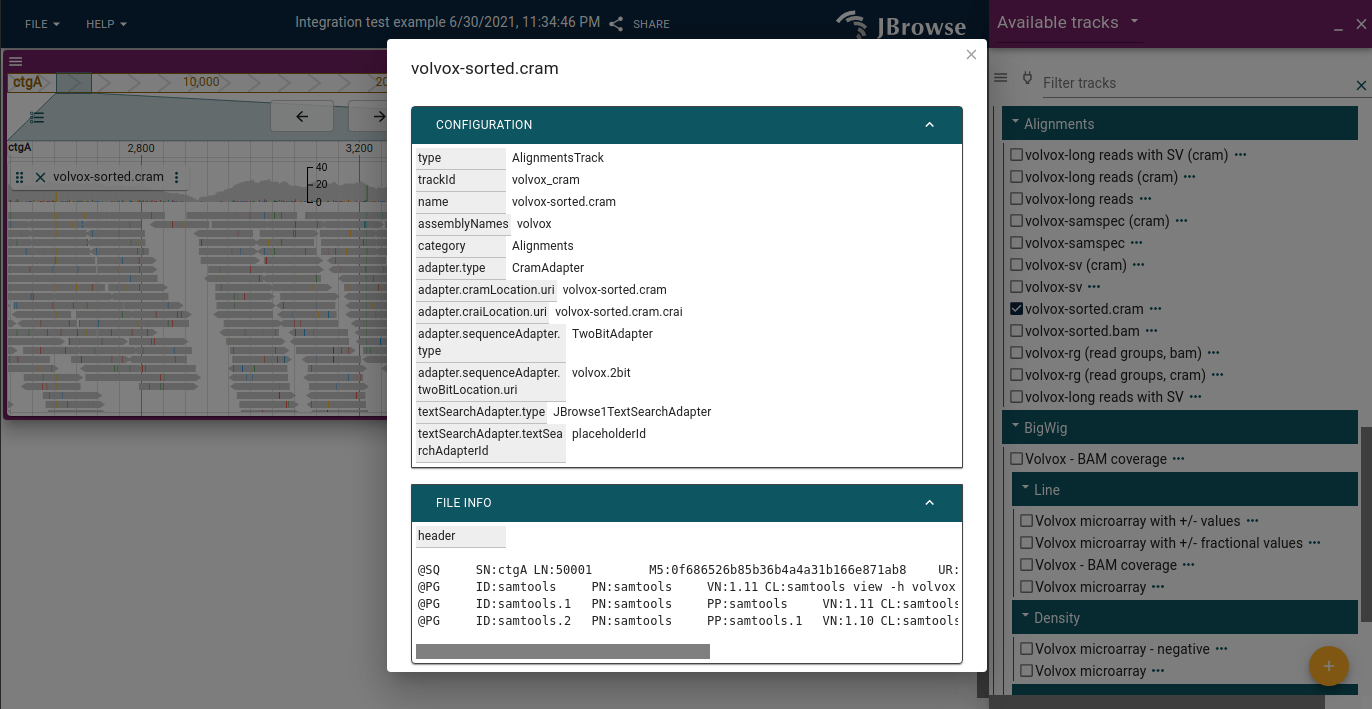 FILE HELP Integration test example 6/30/2021, 11:34:46 PM SHARE JBrowse
ctgA 10,000 20
ctgA 2,800 3,200
volvox-sorted.cram
40
20
0
volvox-sorted.cram
CONFIGURATION
type AlignmentsTrack
trackId volvox_cram
name volvox-sorted.cram
assemblyNames volvox
category Alignments
adapter.type CramAdapter
adapter.cramLocation.uri volvox-sorted.cram
adapter.craiLocation.uri volvox-sorted.cram.crai
adapter.sequenceAdapter. TwoBitAdapter
type
adapter.sequenceAdapter. volvox.2bit
twoBitLocation.uri
textSearchAdapter.type JBrowse1TextSearchAdapter
textSearchAdapter.textSea placeholderId
rchAdapterId
FILE INFO
header
@SQ SN:ctgA LN:50001 M5:0f686526b85b36b4a4a31b166e871ab8 UR:
@PG ID:samtools PN:samtools VN:1.11 CL:samtools view -h volvox
@PG ID:samtools.1 PN:samtools PP:samtools VN:1.11 CL:samtools
@PG ID:samtools.2 PN:samtools PP:samtools.1 VN:1.10 CL:samtools
Available tracks
Filter tracks
Alignments
volvox-long reads with SV (cram) •••
volvox-long reads (cram) •••
volvox-long reads •••
volvox-samspec (cram) •••
volvox-samspec •••
volvox-sv (cram) •••
volvox-sv •••
volvox-sorted.cram •••
volvox-sorted.bam •••
volvox-rg (read groups, bam) •••
volvox-rg (read groups, cram) •••
volvox-long reads with SV •••
BigWig
Volvox - BAM coverage •••
Line
Volvox microarray with +/- values •••
Volvox microarray with +/- fractional values •••
Volvox - BAM coverage •••
Volvox microarray •••
Density
Volvox microarray - negative •••
Volvox microarray •••